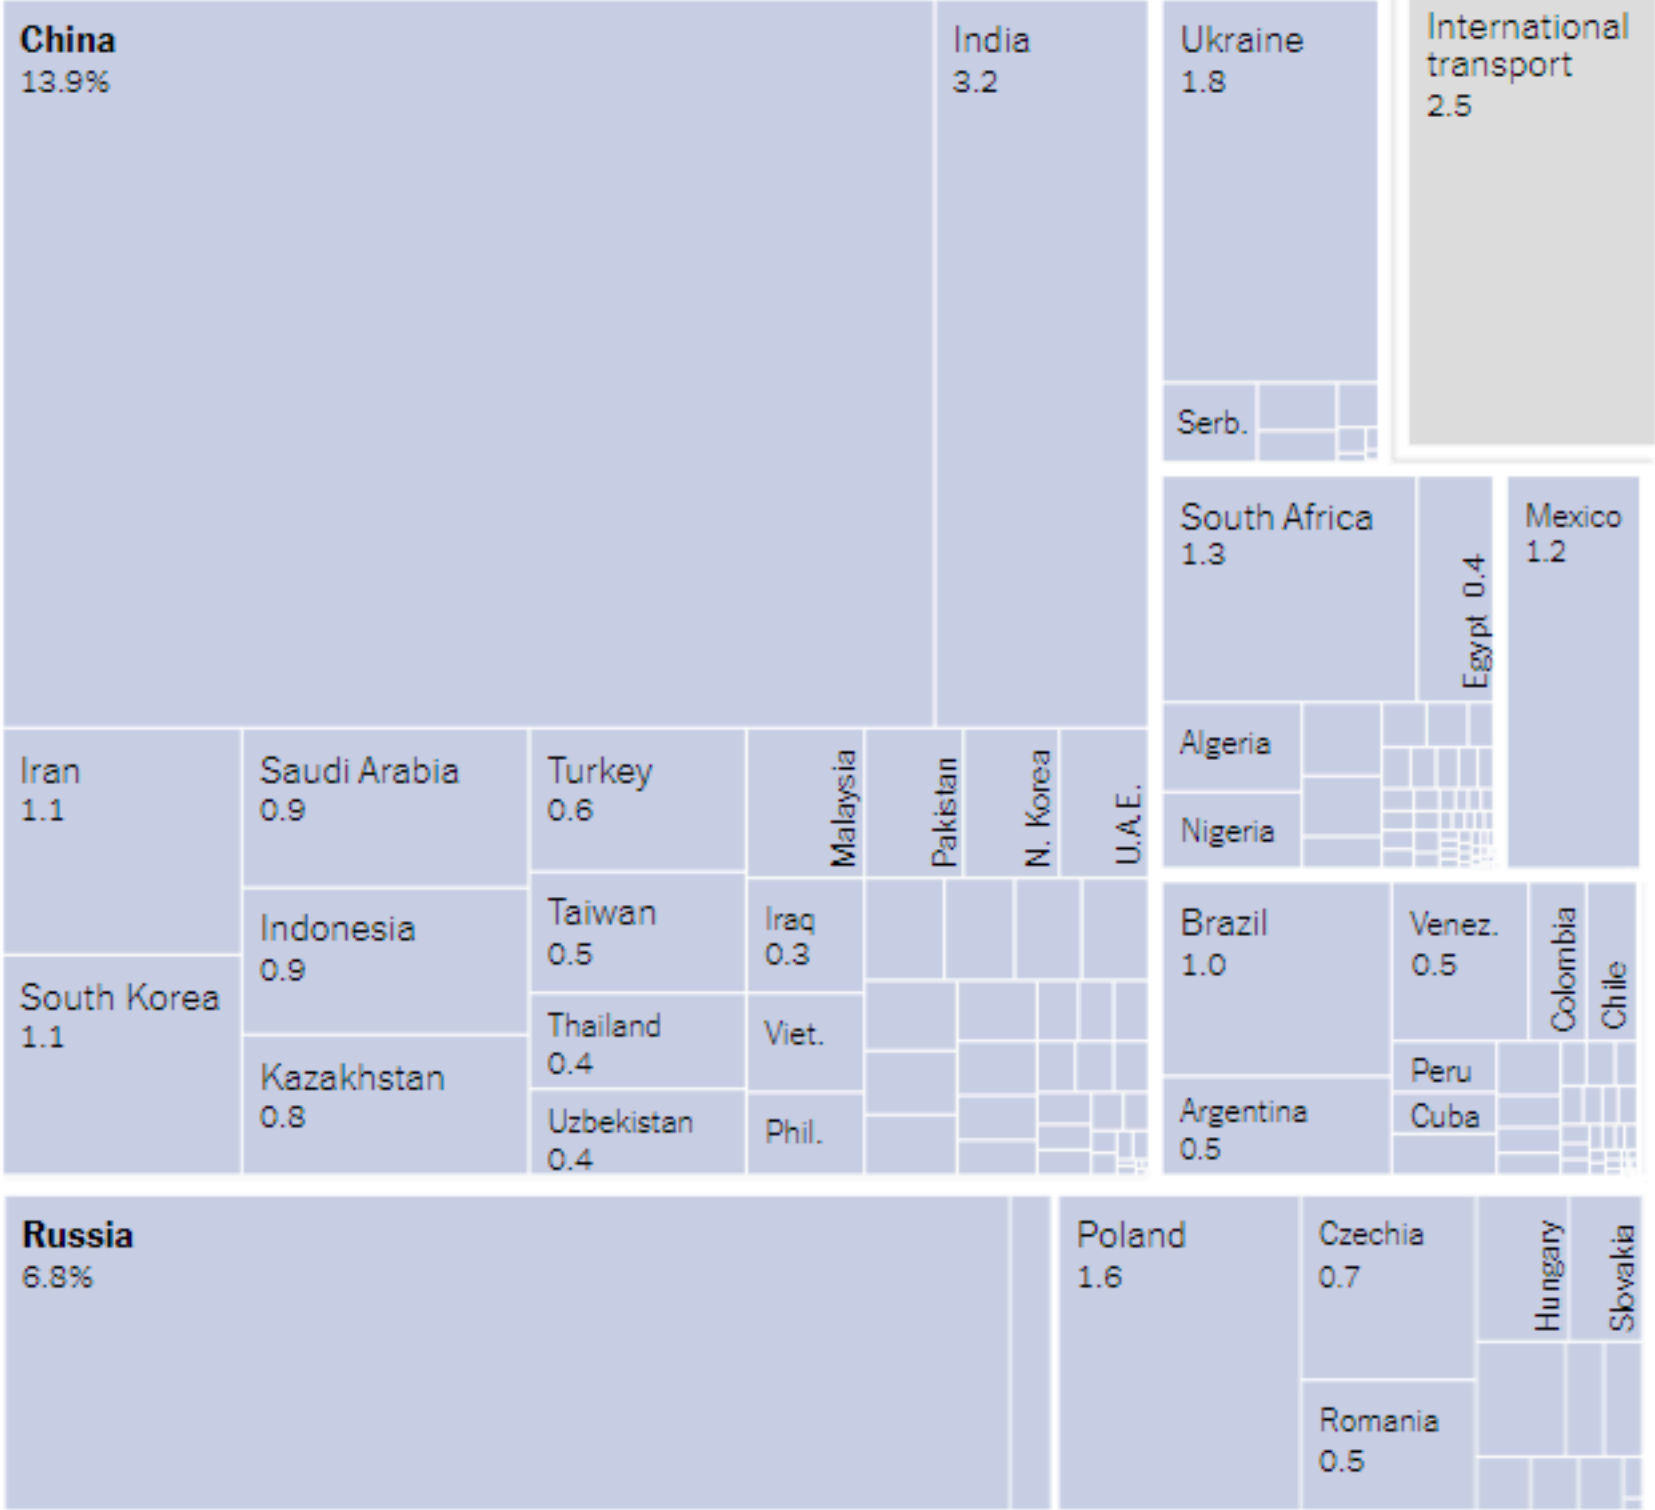 China
13.9%
India
3.2
Ukraine
1.8
International
transport
2.5
Serb.
South Africa
1.3
Egypt 0.4
Mexico
1.2
Algeria
Nigeria
Iran
1.1
Saudi Arabia
0.9
Turkey
0.6
Malaysia
Pakistan
N. Korea
U.A.E.
Indonesia
0.9
Taiwan
0.5
Iraq
0.3
South Korea
1.1
Thailand
0.4
Viet.
Kazakhstan
0.8
Uzbekistan
0.4
Phil.
Brazil
1.0
Venez.
0.5
Colombia
Chile
Peru
Argentina
0.5
Cuba
Russia
6.8%
Poland
1.6
Czechia
0.7
Hungary
Slovakia
Romania
0.5